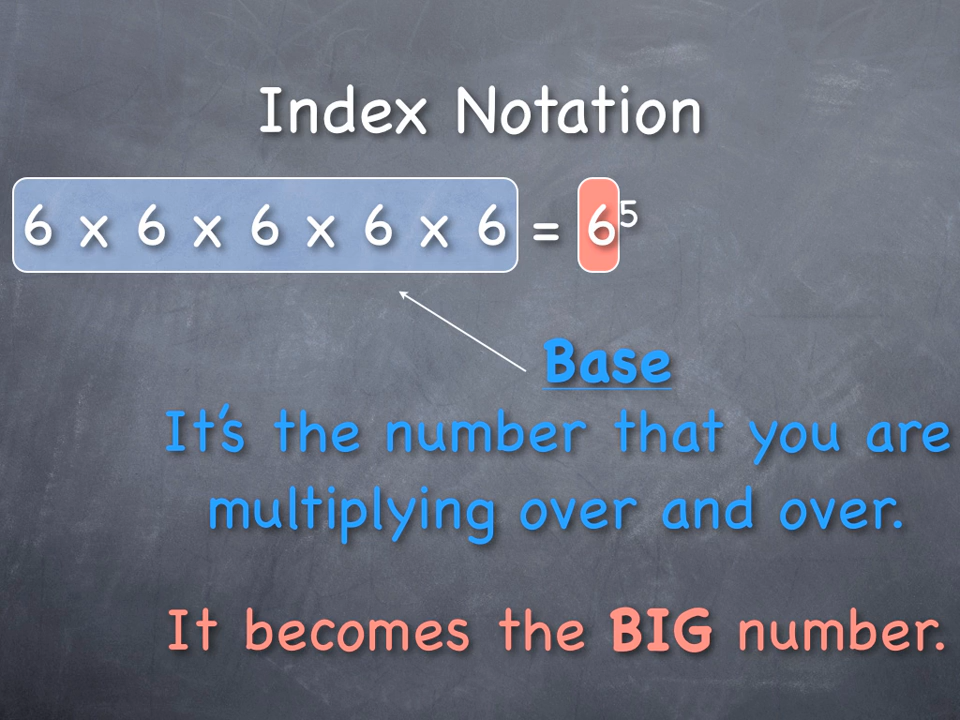 Index Notation
6 x 6 x 6 x 6 x 6 = 6⁵
Base
It's the number that you are
multiplying over and over.
It becomes the BIG number.